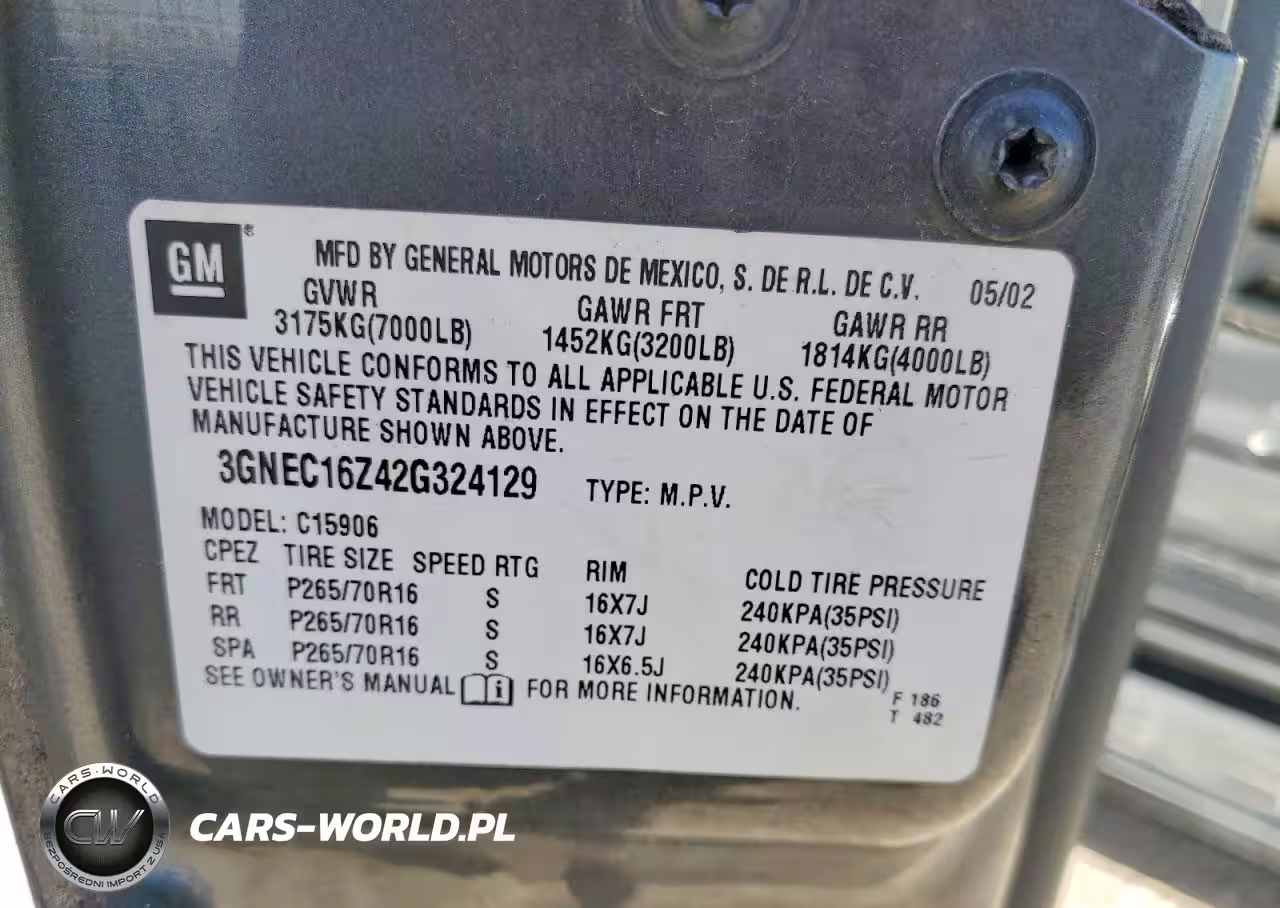 GM®
MFD BY GENERAL MOTORS DE MEXICO, S. DE R.L. DE C.V. 05/02
GVWR GAWR FRT GAWR RR
3175KG(7000LB) 1452KG(3200LB) 1814KG(4000LB)
THIS VEHICLE CONFORMS TO ALL APPLICABLE U.S. FEDERAL MOTOR
VEHICLE SAFETY STANDARDS IN EFFECT ON THE DATE OF
MANUFACTURE SHOWN ABOVE.
3GNEC16Z42G324129 TYPE: M.P.V.
MODEL: C15906
CPEZ TIRE SIZE SPEED RTG RIM COLD TIRE PRESSURE
FRT P265/70R16 S 16X7J 240KPA(35PSI)
RR P265/70R16 S 16X7J 240KPA(35PSI)
SPA P265/70R16 S 16X6.5J 240KPA(35PSI)
SEE OWNER'S MANUAL FOR MORE INFORMATION.
F 186
T 482
CARS-WORLD
CW
BEZPOŚREDNI IMPORT Z USA
CARS-WORLD.PL